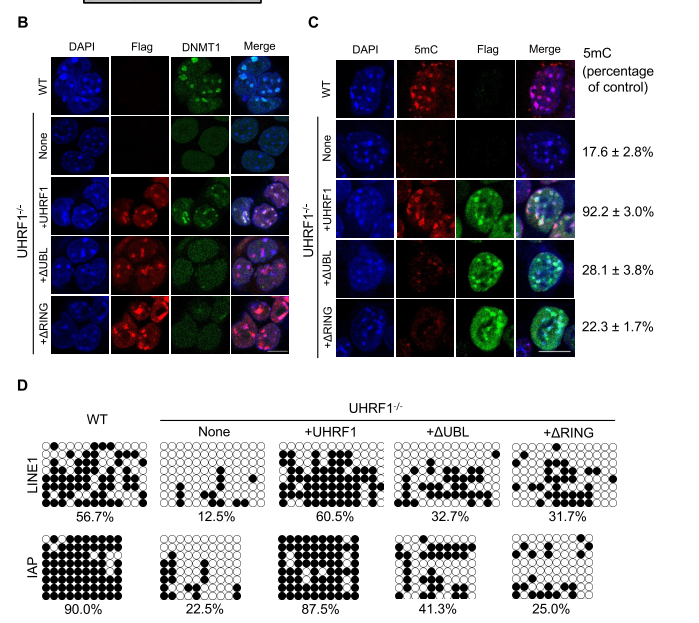 B
DAPI Flag DNMT1 Merge
WT
UHRF1-/-
None
+UHRF1
+ΔUBL
+ΔRING
C
DAPI 5mC Flag Merge
5mC
(percentage
of control)
WT
UHRF1-/-
None
17.6 ± 2.8%
+UHRF1
92.2 ± 3.0%
+ΔUBL
28.1 ± 3.8%
+ΔRING
22.3 ± 1.7%
D
UHRF1-/-
WT None +UHRF1 +ΔUBL +ΔRING
LINE1
56.7% 12.5% 60.5% 32.7% 31.7%
IAP
90.0% 22.5% 87.5% 41.3% 25.0%